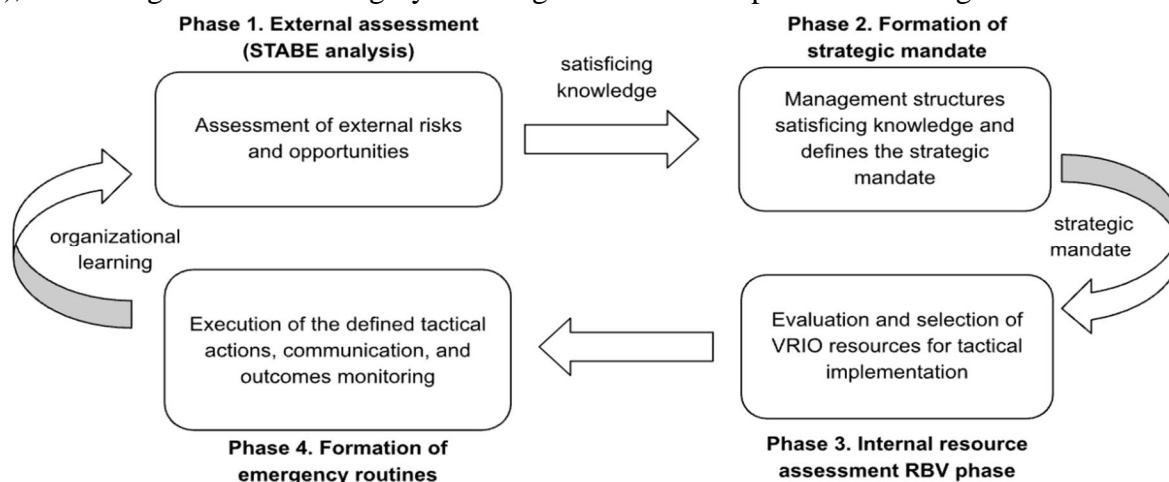 Phase 1. External assessment
(STABE analysis)
satisficing
knowledge
Phase 2. Formation of
strategic mandate
Assessment of external risks
and opportunities
Management structures
satisficing knowledge and
defines the strategic
mandate
organizational
learning
strategic
mandate
Execution of the defined tactical
actions, communication, and
outcomes monitoring
Evaluation and selection of
VRIO resources for tactical
implementation
Phase 4. Formation of
emergency routines
Phase 3. Internal resource
assessment RBV phase